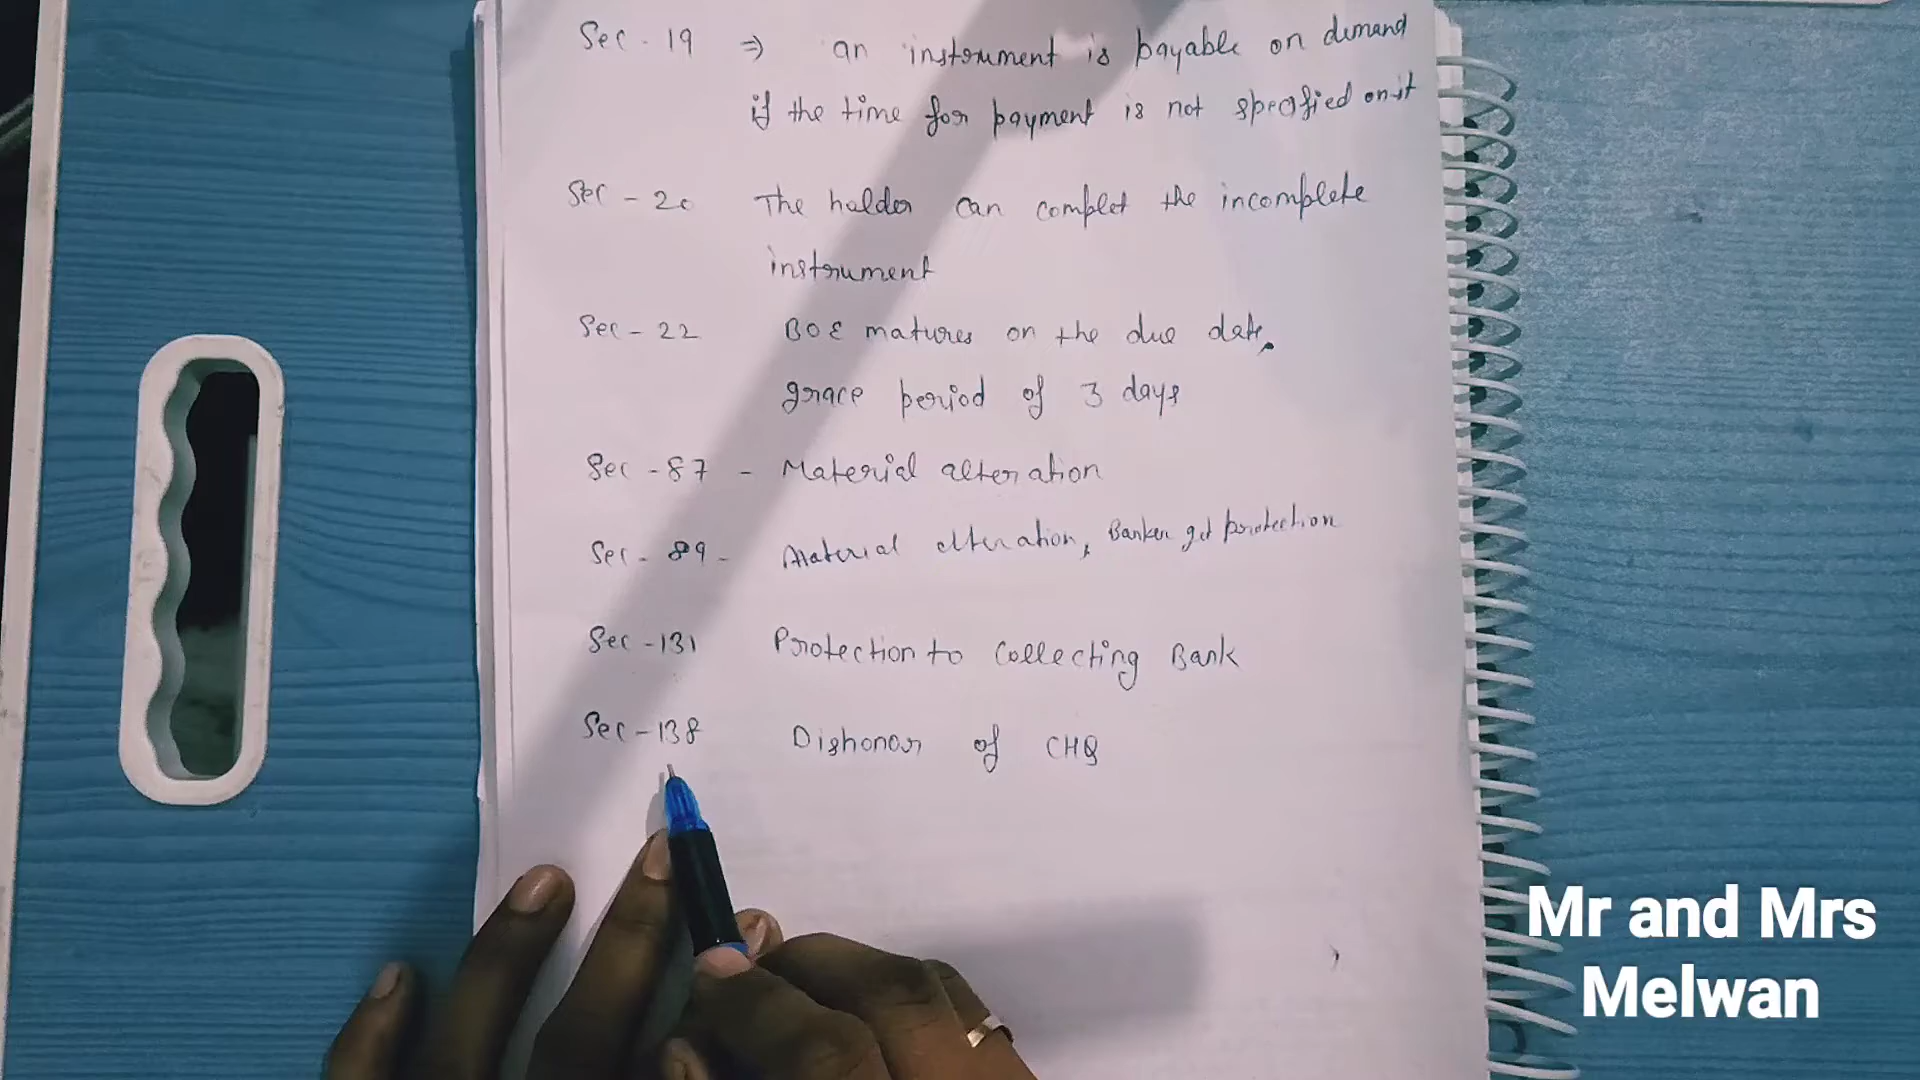 Sec - 19 ⇒ an instrument is payable on demand
if the time for payment is not specified on it
Sec - 20 The holder can complet the incomplete
instrument
Sec - 22 BOE matures on the due date,
grace period of 3 days
Sec - 87 - Material alteration
Sec - 89 - Material alteration, Banker get protection
Sec - 131 Protection to Collecting Bank
Sec - 138 Dishonour of CHQ
Mr and Mrs
Melwan